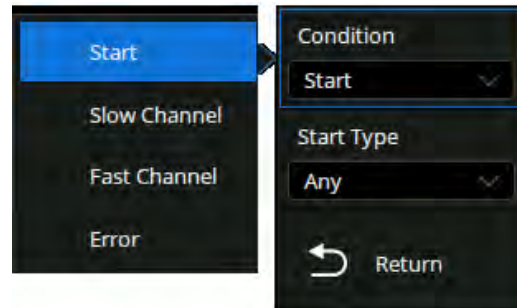 Start
Slow Channel
Fast Channel
Error
Condition
Start
Start Type
Any
Return